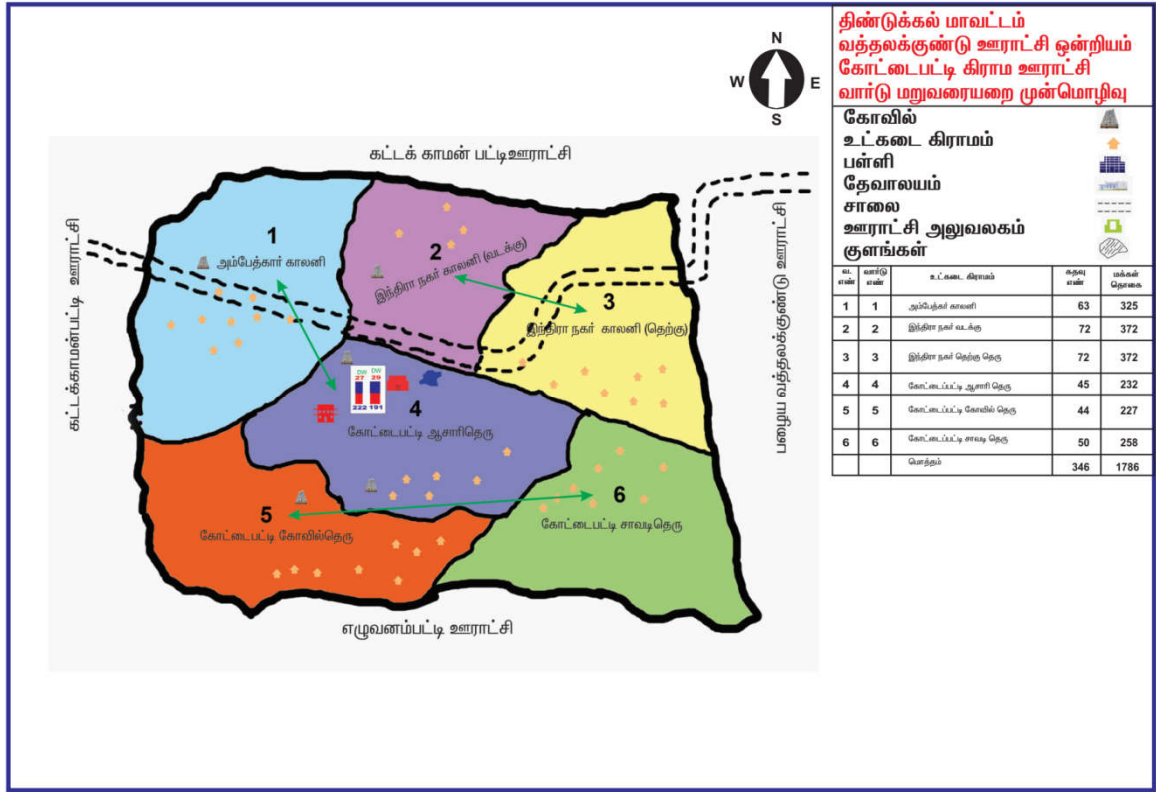 திண்டுக்கல் மாவட்டம்
வத்தலக்குண்டு ஊராட்சி ஒன்றியம்
கோட்டைபட்டி கிராம ஊராட்சி
வார்டு மறுவரையறை முன்மொழிவு
கோவில்
உட்கடை கிராமம்
பள்ளி
தேவாலயம்
சாலை
ஊராட்சி அலுவலகம்
குளங்கள்
வ. எண் வார்டு எண் உட்கடை கிராமம் கதவு எண் மக்கள் தொகை
1 1 அம்பேத்கர் காலனி 63 325
2 2 இந்திரா நகர் வடக்கு 72 372
3 3 இந்திரா நகர் தெற்கு தெரு 72 372
4 4 கோட்டைப்பட்டி ஆசாரி தெரு 45 232
5 5 கோட்டைப்பட்டி கோவில் தெரு 44 227
6 6 கோட்டைப்பட்டி சாவடி தெரு 50 258
மொத்தம் 346 1786
N
W E
S
கட்டக் காமன் பட்டிஊராட்சி
கட்டக்காமன்பட்டி ஊராட்சி
பழைய வத்தலக்குண்டு ஊராட்சி
1
அம்பேத்கார் காலனி
2
இந்திரா நகர் காலனி (வடக்கு)
3
இந்திரா நகர் காலனி (தெற்கு)
DW DW
27 29
222 191
4
கோட்டைபட்டி ஆசாரிதெரு
5
கோட்டைபட்டி கோவில்தெரு
6
கோட்டைபட்டி சாவடிதெரு
எழுவனம்பட்டி ஊராட்சி